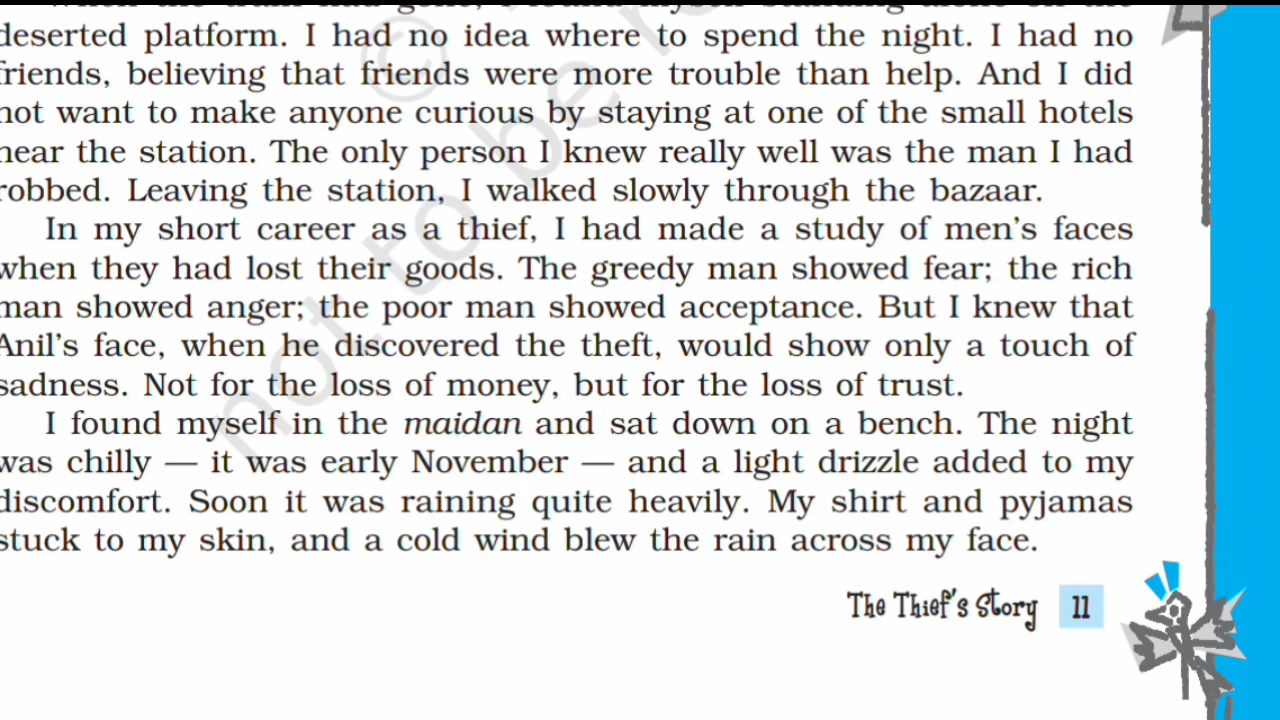 deserted platform. I had no idea where to spend the night. I had no
friends, believing that friends were more trouble than help. And I did
not want to make anyone curious by staying at one of the small hotels
near the station. The only person I knew really well was the man I had
robbed. Leaving the station, I walked slowly through the bazaar.
In my short career as a thief, I had made a study of men's faces
when they had lost their goods. The greedy man showed fear; the rich
man showed anger; the poor man showed acceptance. But I knew that
Anil's face, when he discovered the theft, would show only a touch of
sadness. Not for the loss of money, but for the loss of trust.
I found myself in the maidan and sat down on a bench. The night
was chilly — it was early November — and a light drizzle added to my
discomfort. Soon it was raining quite heavily. My shirt and pyjamas
stuck to my skin, and a cold wind blew the rain across my face.
The Thief's Story 11
© not to be